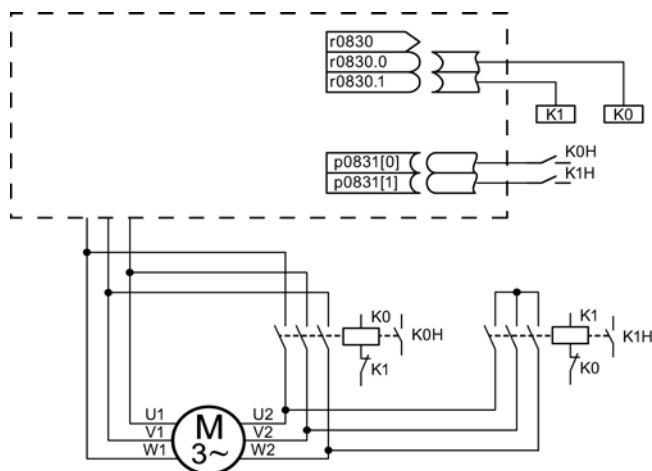 r0830
r0830.0
r0830.1
K1 K0
p0831[0] K0H
p0831[1] K1H
K0 K0H
K1
K1 K1H
K0
U1 M U2
V1 3~ V2
W1 W2